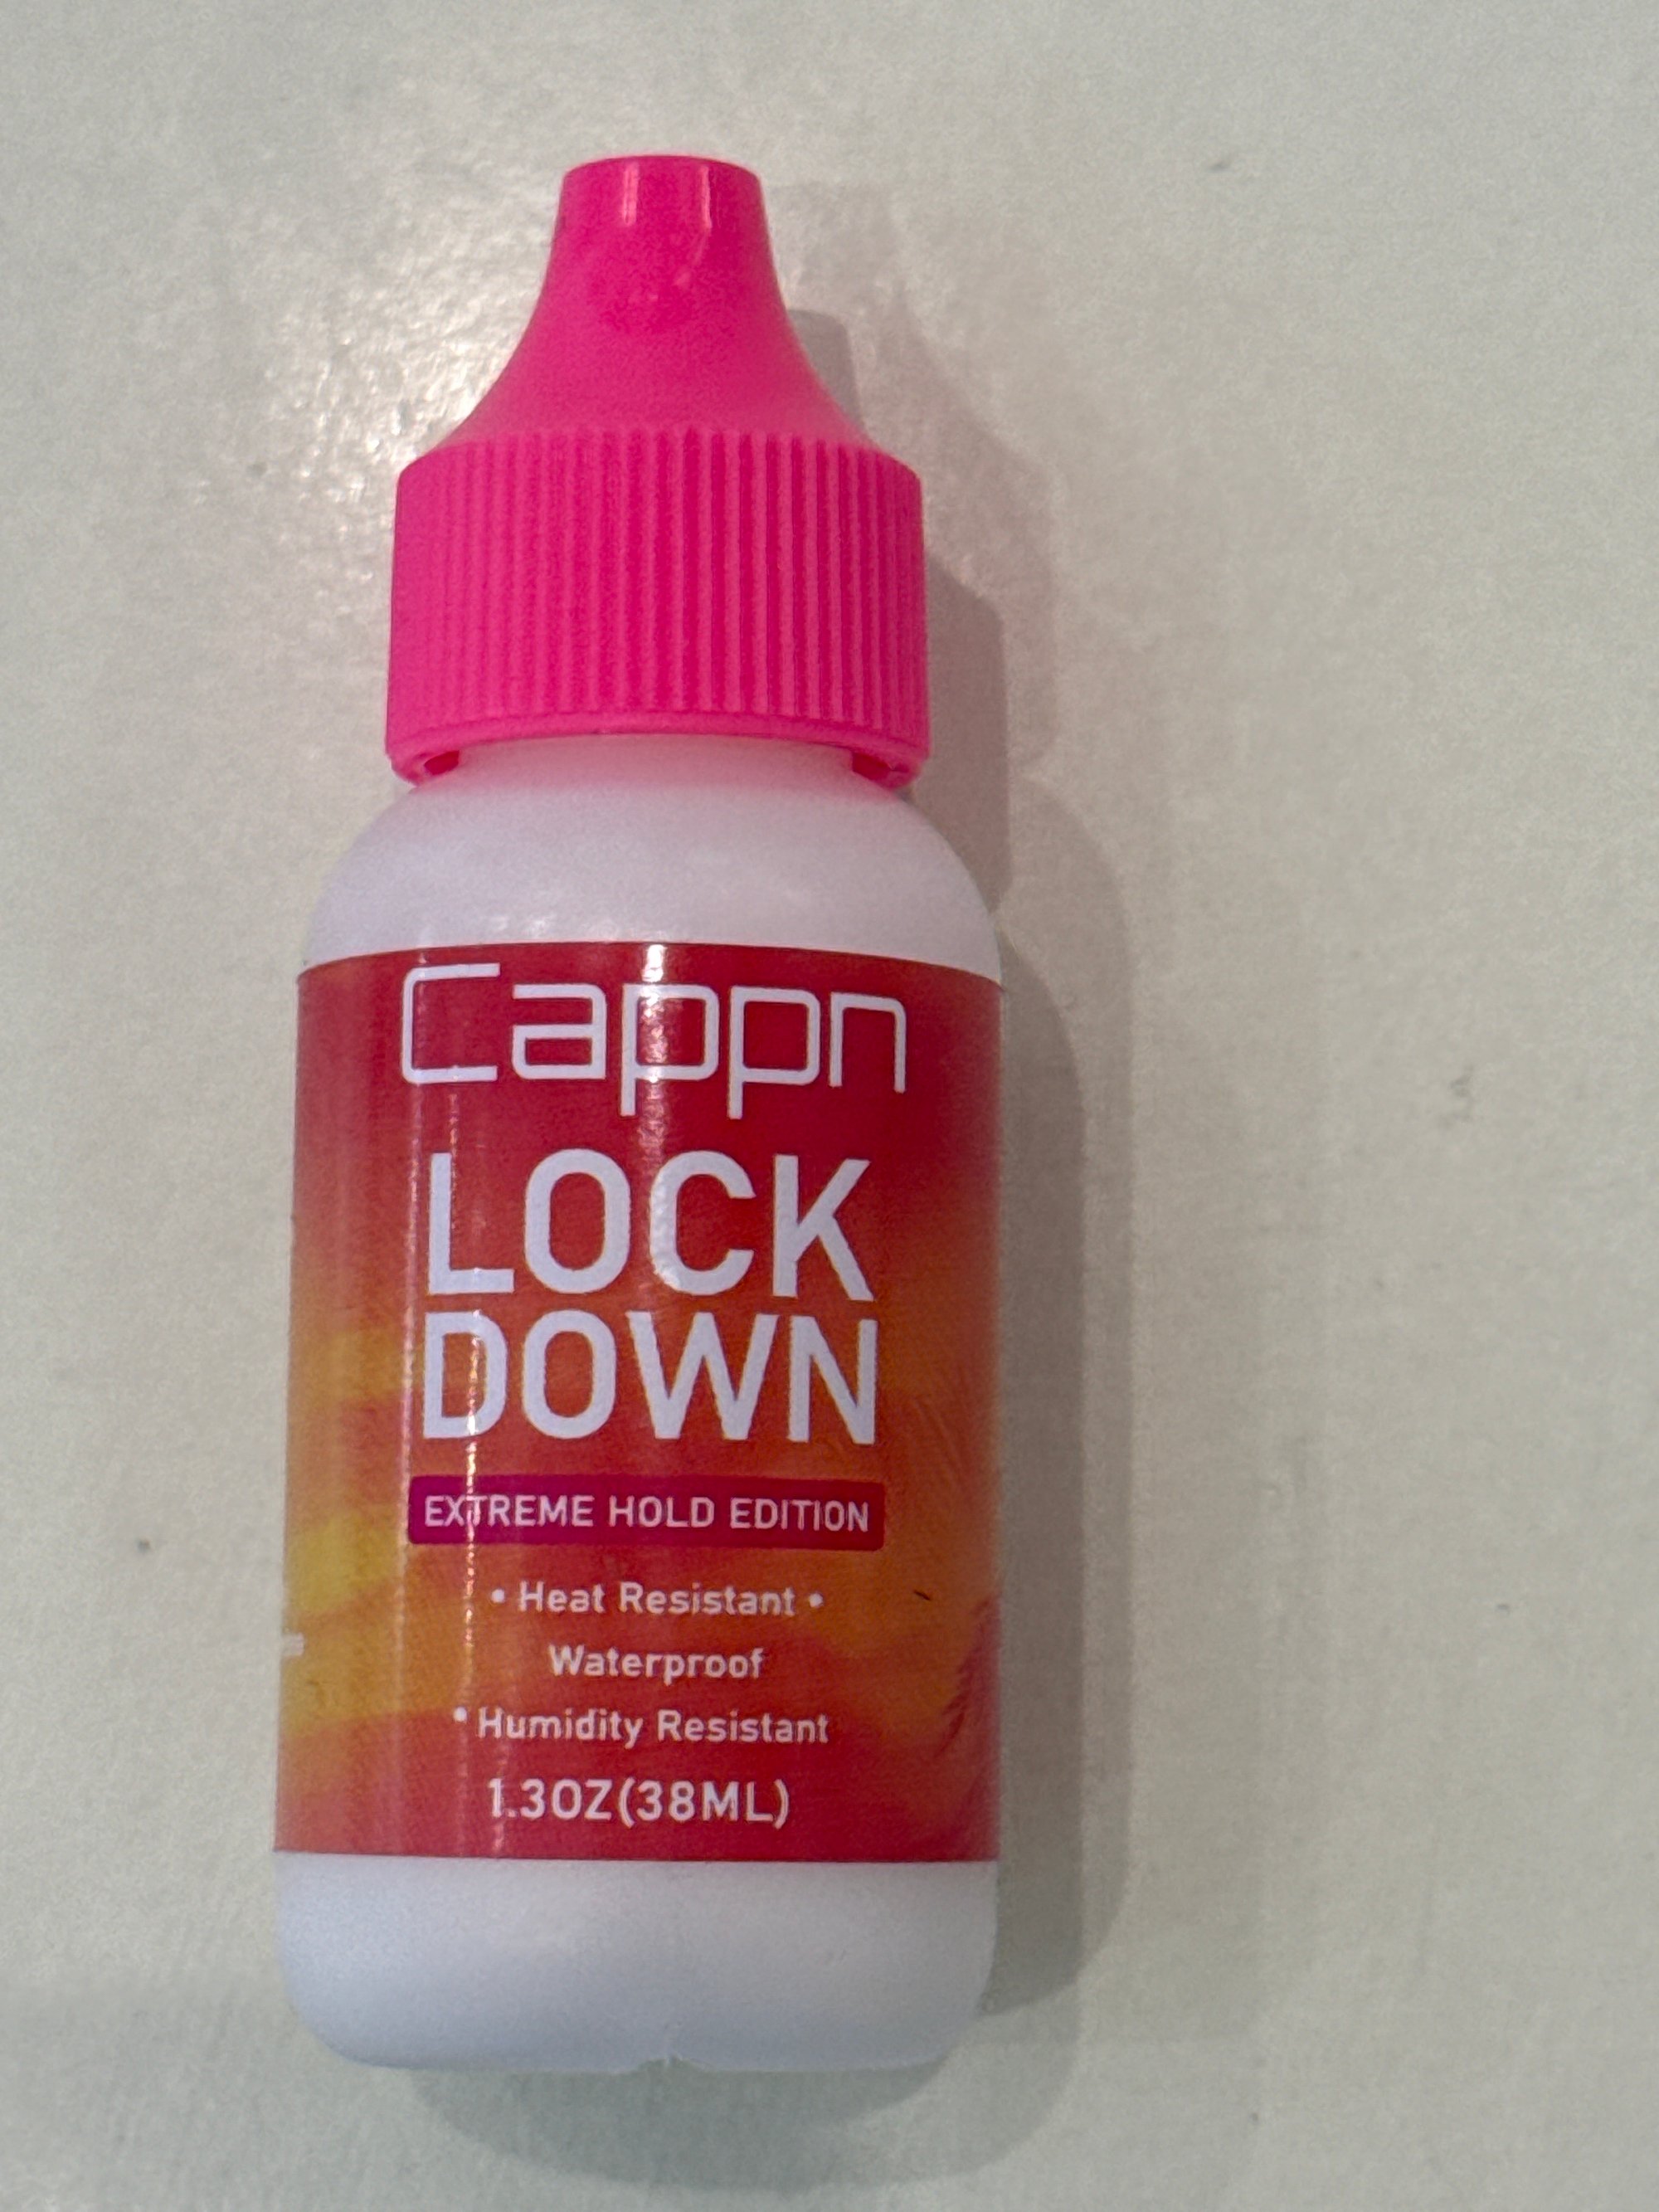 Cappn
LOCK
DOWN
EXTREME HOLD EDITION
• Heat Resistant •
Waterproof
• Humidity Resistant
1.3OZ(38ML)